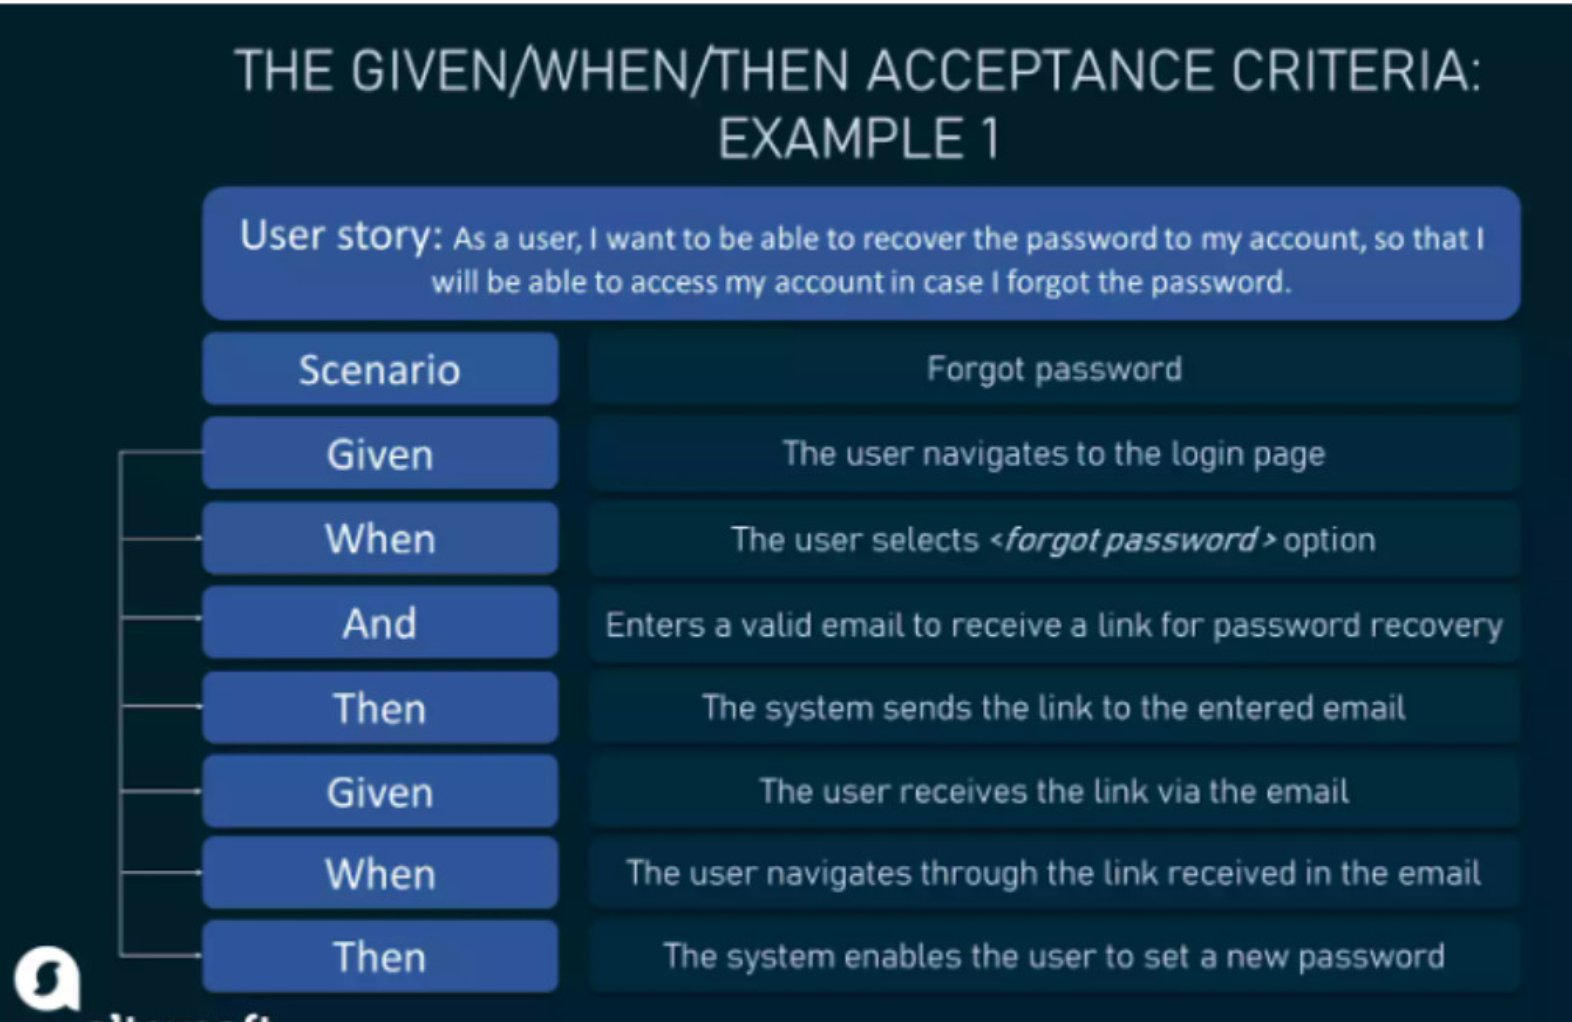 THE GIVEN/WHEN/THEN ACCEPTANCE CRITERIA:
EXAMPLE 1
User story: As a user, I want to be able to recover the password to my account, so that I
will be able to access my account in case I forgot the password.
Scenario
Forgot password
Given
The user navigates to the login page
When
The user selects <forgot password> option
And
Enters a valid email to receive a link for password recovery
Then
The system sends the link to the entered email
Given
The user receives the link via the email
When
The user navigates through the link received in the email
Then
The system enables the user to set a new password